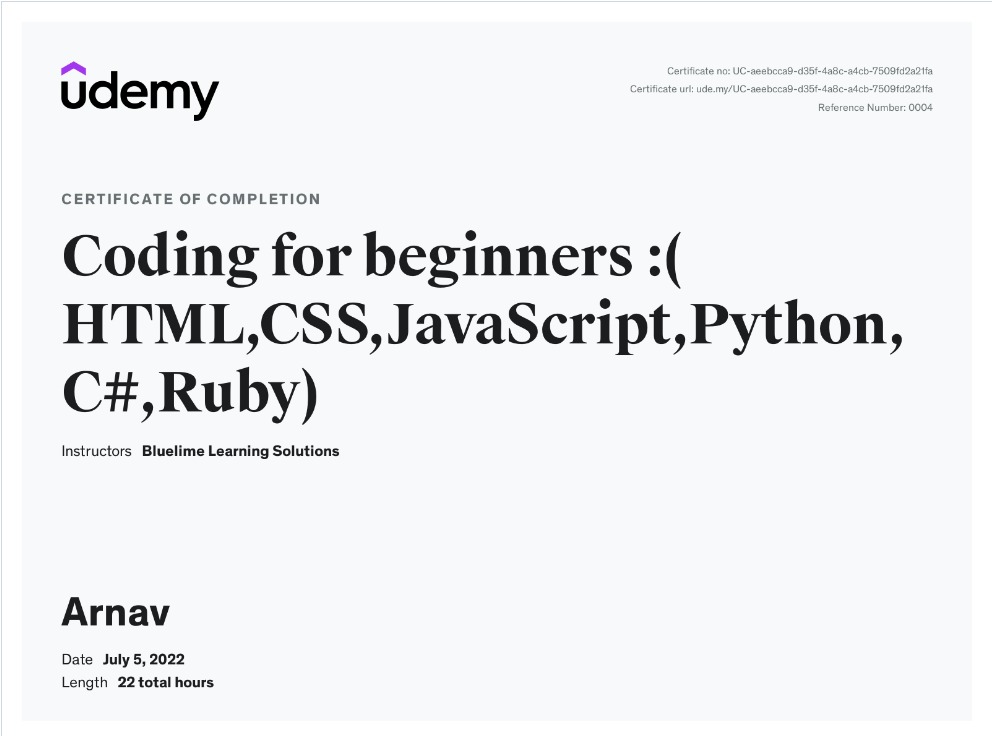 udemy
Certificate no: UC-aeebcca9-d35f-4a8c-a4cb-7509fd2a21fa
Certificate url: ude.my/UC-aeebcca9-d35f-4a8c-a4cb-7509fd2a21fa
Reference Number: 0004
CERTIFICATE OF COMPLETION
Coding for beginners :(
HTML,CSS,JavaScript,Python,
C#,Ruby)
Instructors Bluelime Learning Solutions
Arnav
Date July 5, 2022
Length 22 total hours